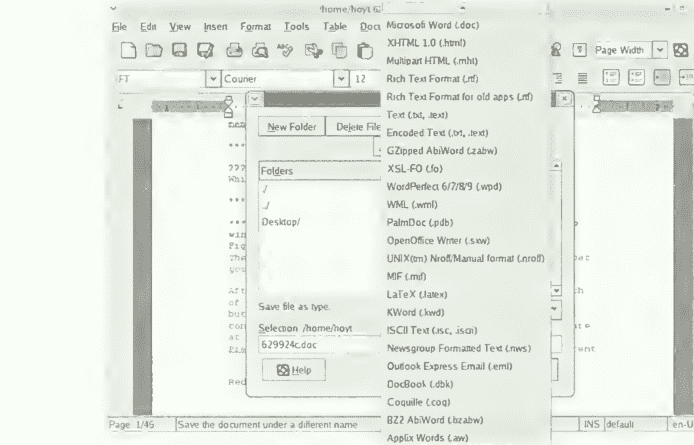 /home/hoyt 62
File Edit View Insert Format Tools Table Docu
Page Width
FT Courier 12
New Folder Delete File
Folders
./
../
Desktop/
Save file as type.
Selection /home/hoyt
629924c.doc
Help
Microsoft Word (.doc)
XHTML 1.0 (.html)
Multipart HTML (.mht)
Rich Text Format (.rtf)
Rich Text Format for old apps (.rtf)
Text (.txt, .text)
Encoded Text (.txt, .text)
GZipped AbiWord (.zabw)
XSL-FO (.fo)
WordPerfect 6/7/8/9 (.wpd)
WML (.wml)
PalmDoc (.pdb)
OpenOffice Writer (.sxw)
UNIX(tm) Nroff/Manual format (.nroff)
MIF (.mif)
LaTeX (.latex)
KWord (.kwd)
ISCII Text (.isc, .iscii)
Newsgroup Formatted Text (.nws)
Outlook Express Email (.eml)
DocBook (.dbk)
Coquille (.coq)
BZ2 AbiWord (.bzabw)
Applix Words (.aw)
Page 1/46 Save the document under a different name INS default en-U